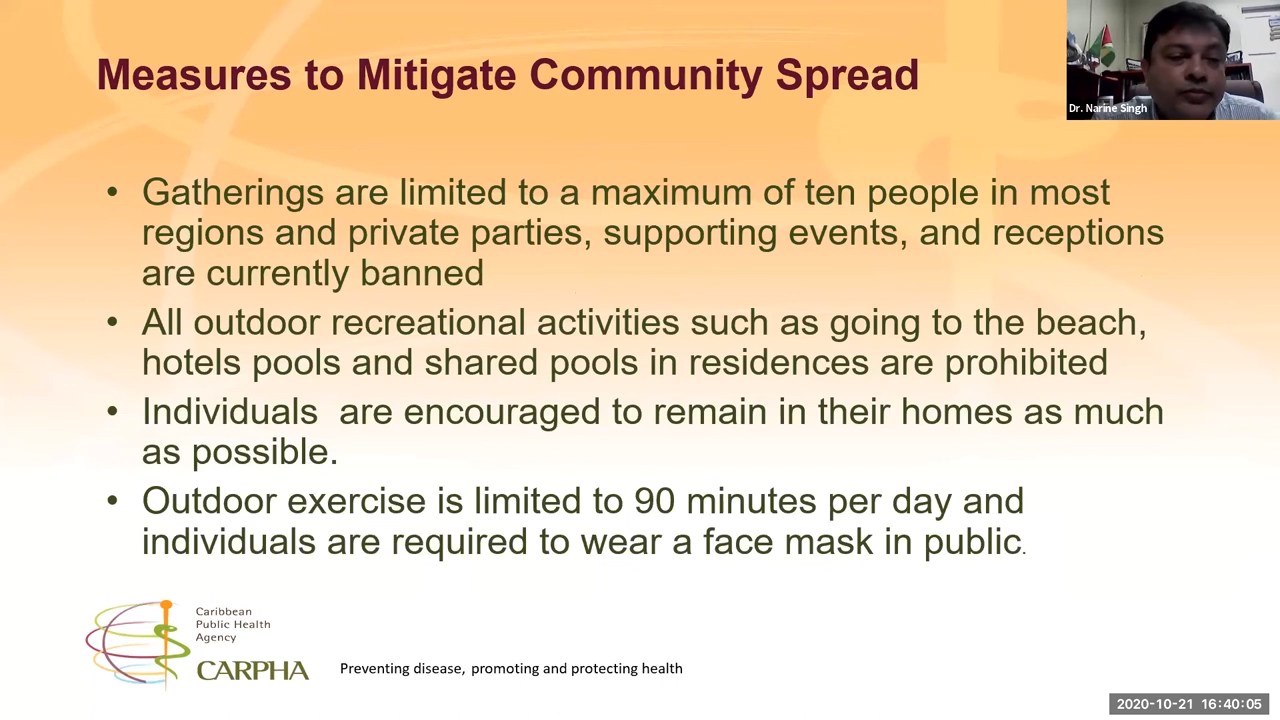 Measures to Mitigate Community Spread
Dr. Narine Singh
• Gatherings are limited to a maximum of ten people in most
regions and private parties, supporting events, and receptions
are currently banned
• All outdoor recreational activities such as going to the beach,
hotels pools and shared pools in residences are prohibited
• Individuals  are encouraged to remain in their homes as much
as possible.
• Outdoor exercise is limited to 90 minutes per day and
individuals are required to wear a face mask in public.
Caribbean
Public Health
Agency
CARPHA
Preventing disease, promoting and protecting health
2020-10-21 16:40:05